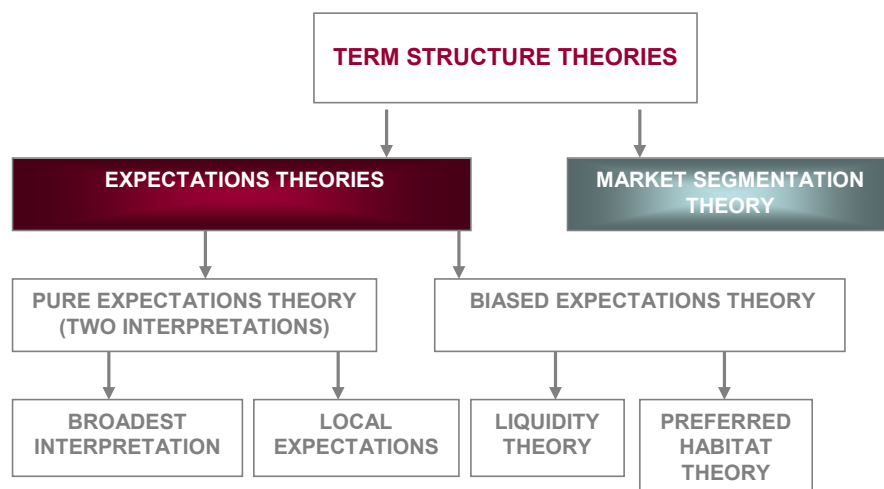 TERM STRUCTURE THEORIES
EXPECTATIONS THEORIES
MARKET SEGMENTATION
THEORY
PURE EXPECTATIONS THEORY
(TWO INTERPRETATIONS)
BIASED EXPECTATIONS THEORY
BROADEST
INTERPRETATION
LOCAL
EXPECTATIONS
LIQUIDITY
THEORY
PREFERRED
HABITAT
THEORY